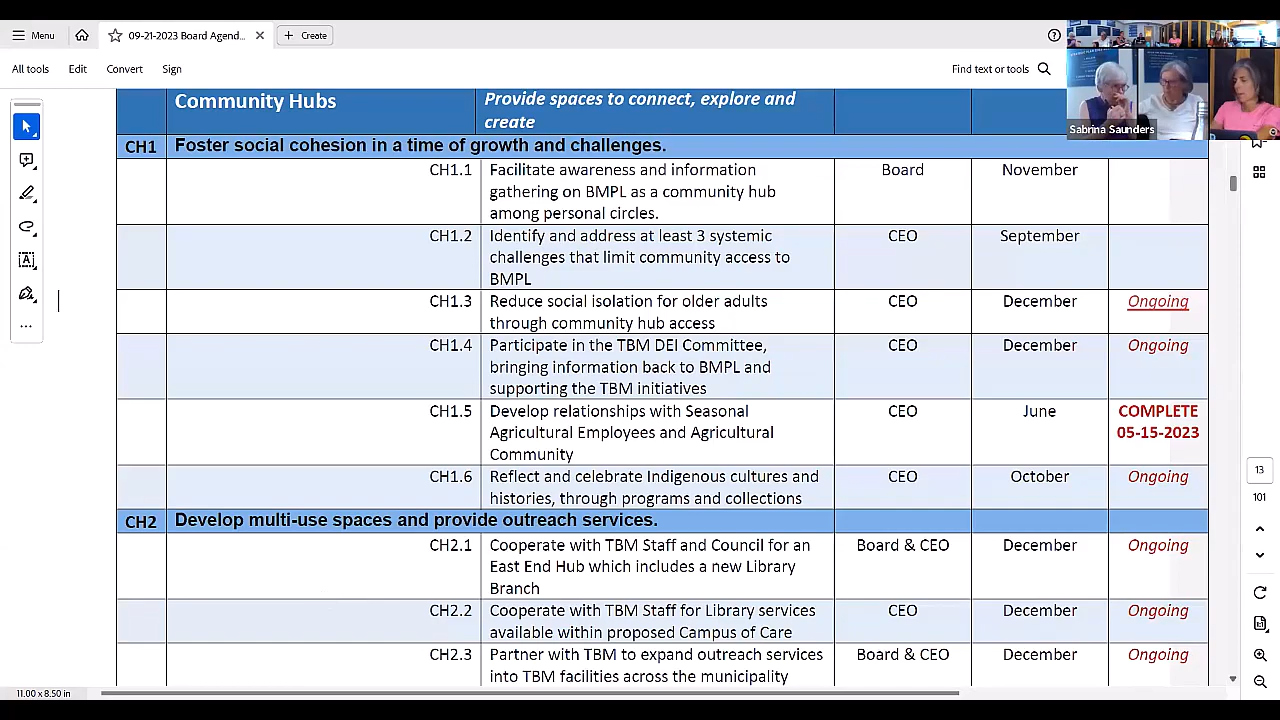 Menu
09-21-2023 Board Agend...
Create
All tools
Edit
Convert
Sign
Find text or tools
Sabrina Saunders
Community Hubs
Provide spaces to connect, explore and
create
CH1 Foster social cohesion in a time of growth and challenges.
CH1.1 Facilitate awareness and information Board November
gathering on BMPL as a community hub
among personal circles.
CH1.2 Identify and address at least 3 systemic CEO September
challenges that limit community access to
BMPL
CH1.3 Reduce social isolation for older adults CEO December Ongoing
through community hub access
CH1.4 Participate in the TBM DEI Committee, CEO December Ongoing
bringing information back to BMPL and
supporting the TBM initiatives
CH1.5 Develop relationships with Seasonal CEO June COMPLETE
Agricultural Employees and Agricultural 05-15-2023
Community
CH1.6 Reflect and celebrate Indigenous cultures and CEO October Ongoing
histories, through programs and collections
CH2 Develop multi-use spaces and provide outreach services.
CH2.1 Cooperate with TBM Staff and Council for an Board & CEO December Ongoing
East End Hub which includes a new Library
Branch
CH2.2 Cooperate with TBM Staff for Library services CEO December Ongoing
available within proposed Campus of Care
CH2.3 Partner with TBM to expand outreach services Board & CEO December Ongoing
into TBM facilities across the municipality
13
101
11.00 x 8.50 in